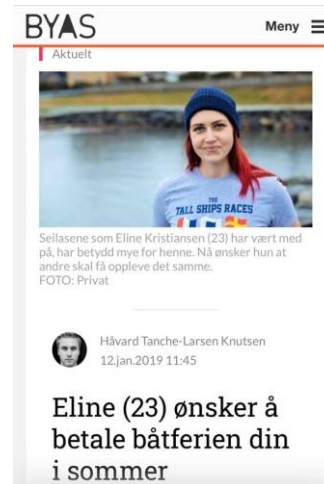 BYAS
Meny
Aktuelt
THE
TALL SHIPS RACES
Seilasene som Eline Kristiansen (23) har vært med
på, har betydd mye for henne. Nå ønsker hun at
andre skal få oppleve det samme.
FOTO: Privat
Håvard Tanche-Larsen Knutsen
12.jan.2019 11:45
Eline (23) ønsker å
betale båtferien din
i sommer